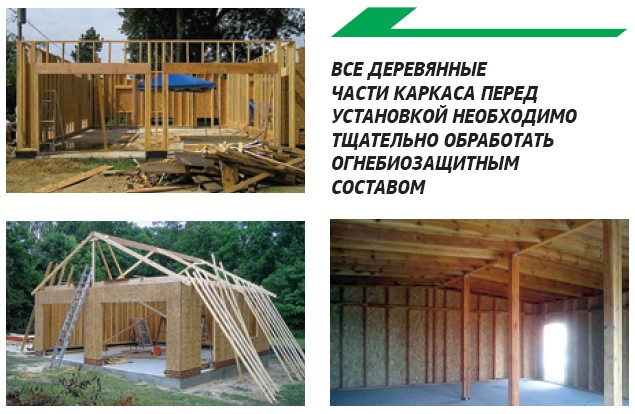 ВСЕ ДЕРЕВЯННЫЕ
ЧАСТИ КАРКАСА ПЕРЕД
УСТАНОВКОЙ НЕОБХОДИМО
ТЩАТЕЛЬНО ОБРАБОТАТЬ
ОГНЕБИОЗАЩИТНЫМ
СОСТАВОМ